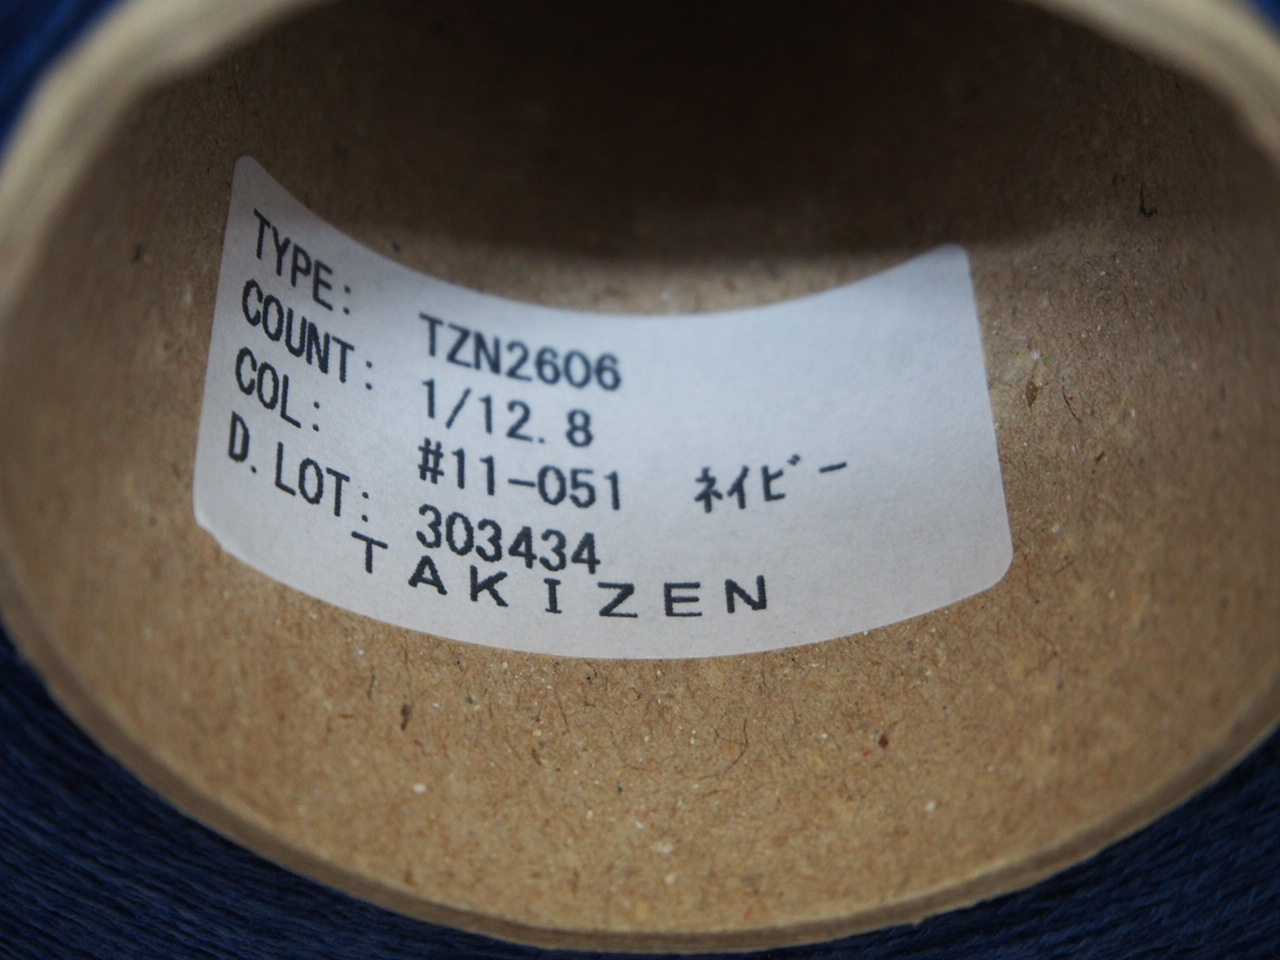 TYPE: TZN2606
COUNT: 1/12.8
COL: #11-051 ネイビー
D.LOT: 303434
TAKIZEN